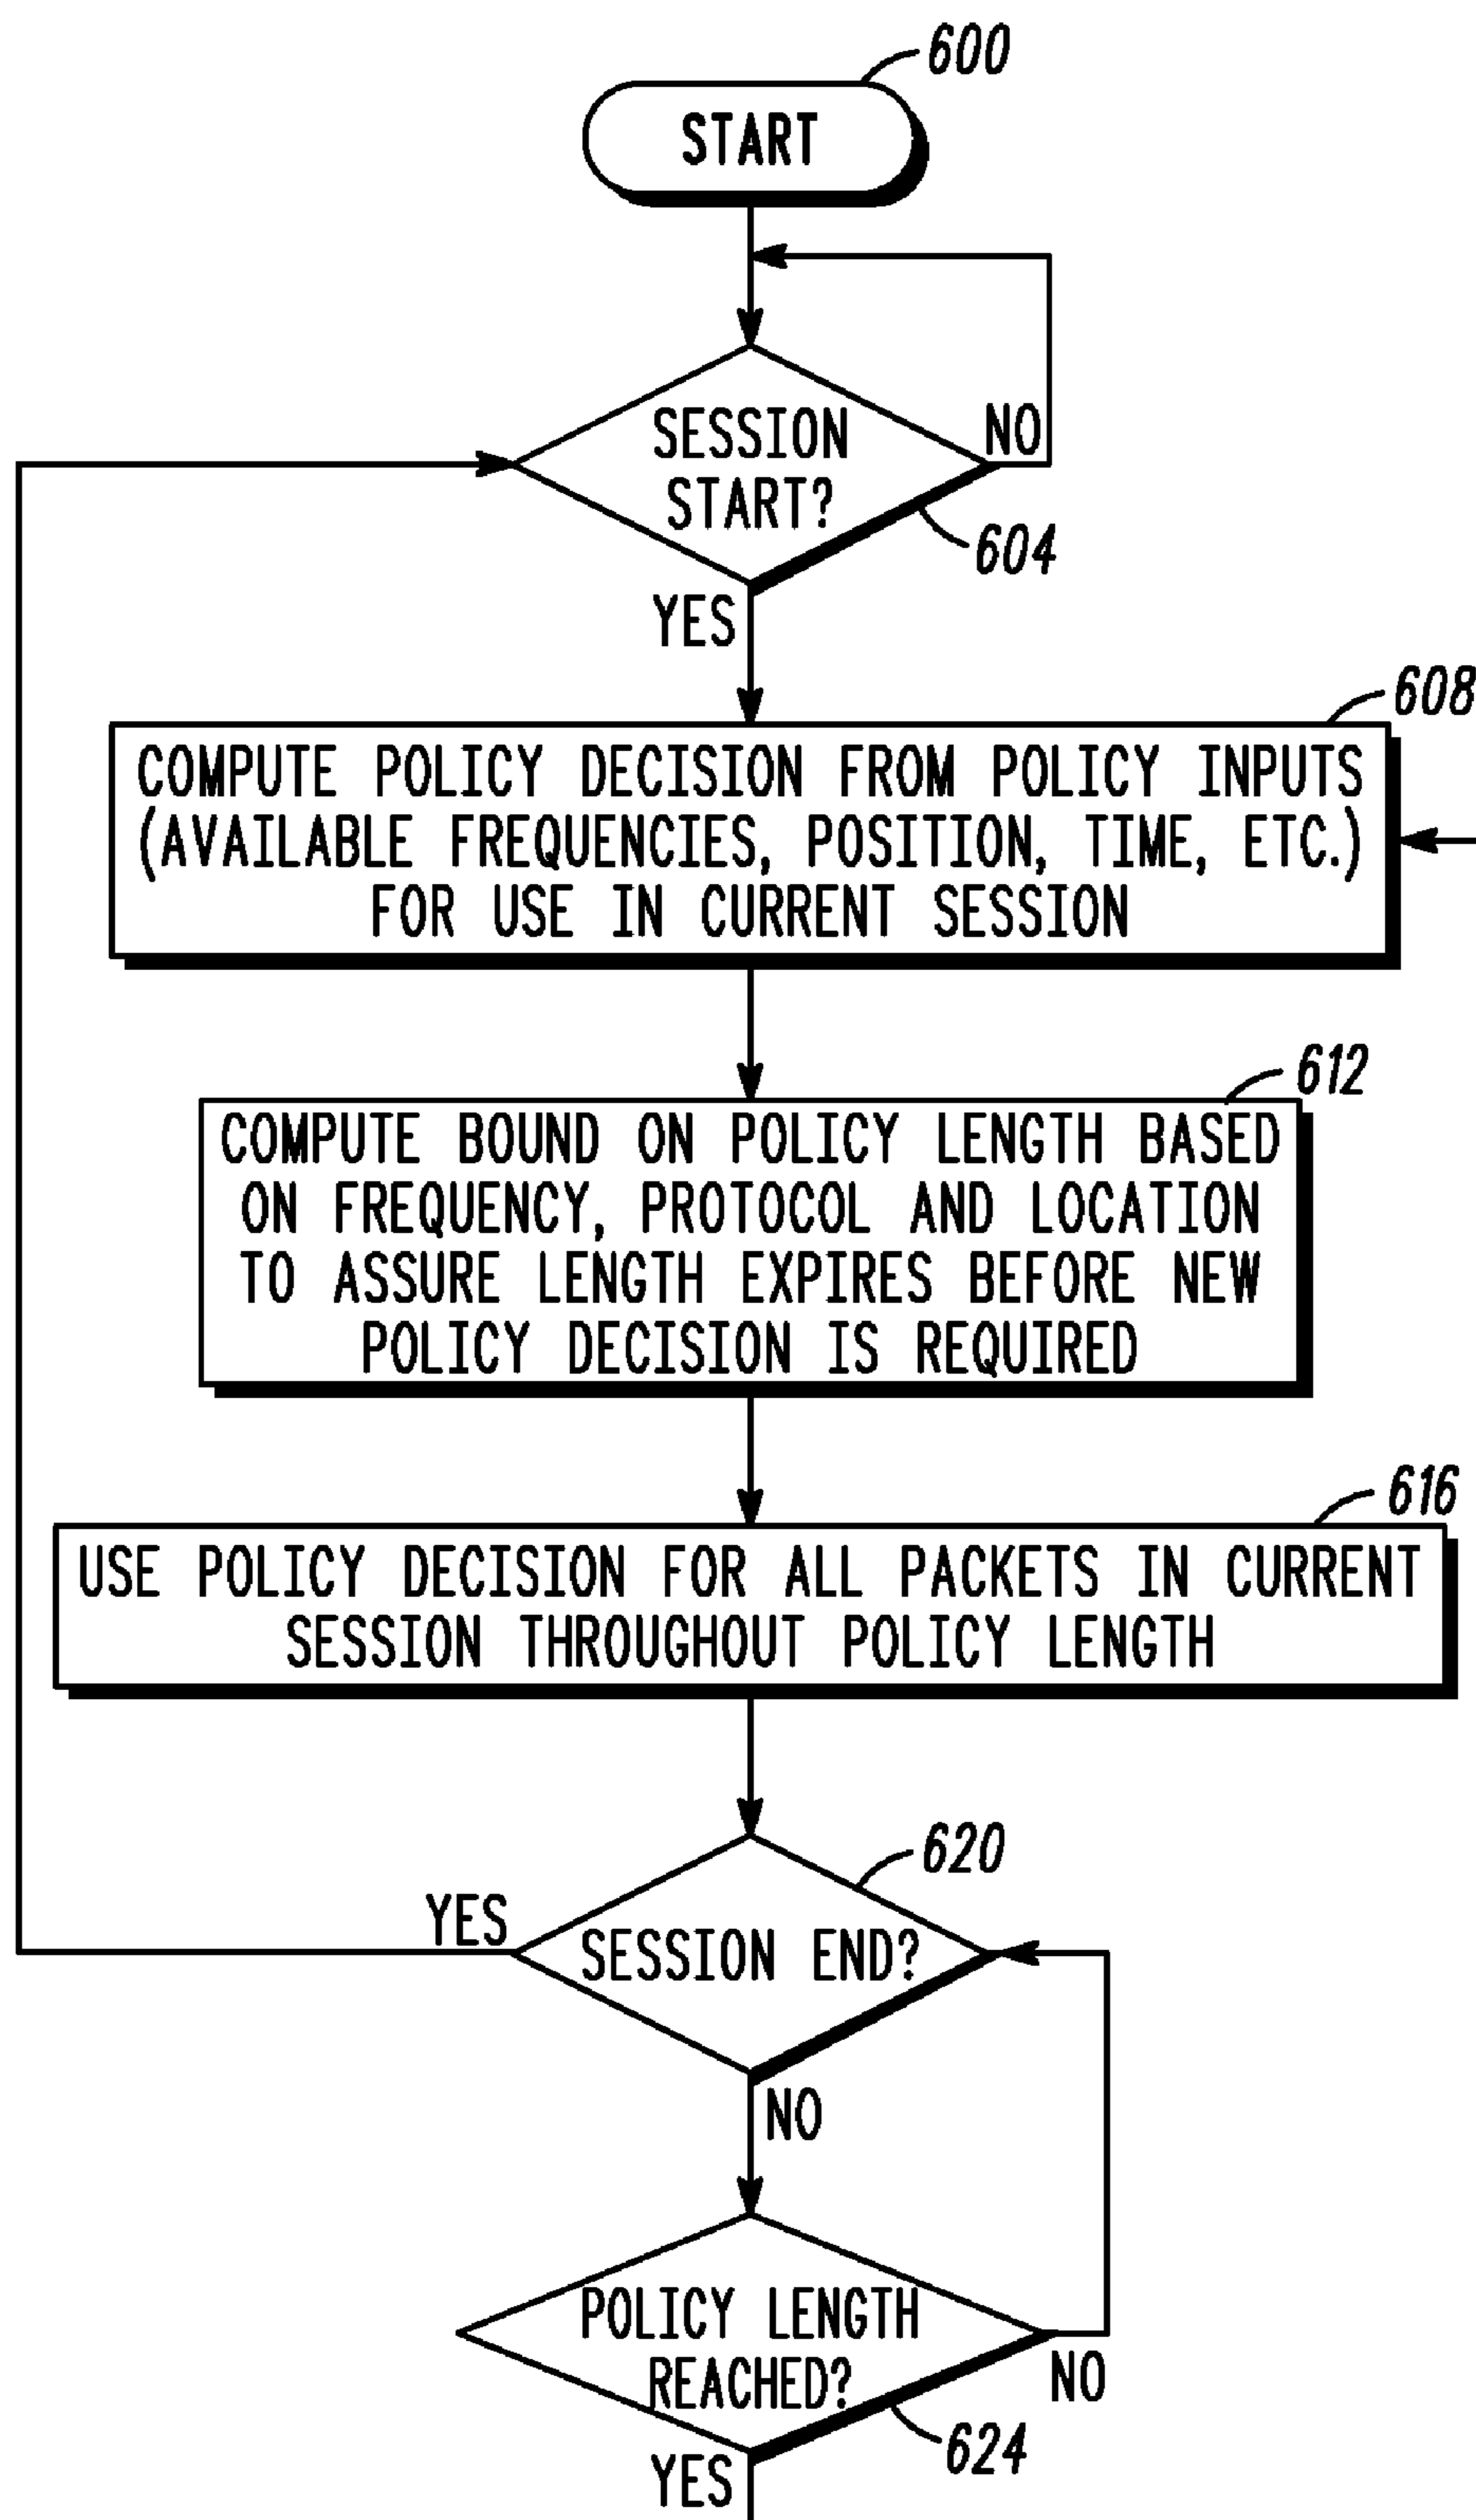 600
START
SESSION
START?
NO
604
YES
608
COMPUTE POLICY DECISION FROM POLICY INPUTS
(AVAILABLE FREQUENCIES, POSITION, TIME, ETC.)
FOR USE IN CURRENT SESSION
612
COMPUTE BOUND ON POLICY LENGTH BASED
ON FREQUENCY, PROTOCOL AND LOCATION
TO ASSURE LENGTH EXPIRES BEFORE NEW
POLICY DECISION IS REQUIRED
616
USE POLICY DECISION FOR ALL PACKETS IN CURRENT
SESSION THROUGHOUT POLICY LENGTH
620
YES
SESSION END?
NO
POLICY LENGTH
REACHED?
NO
624
YES